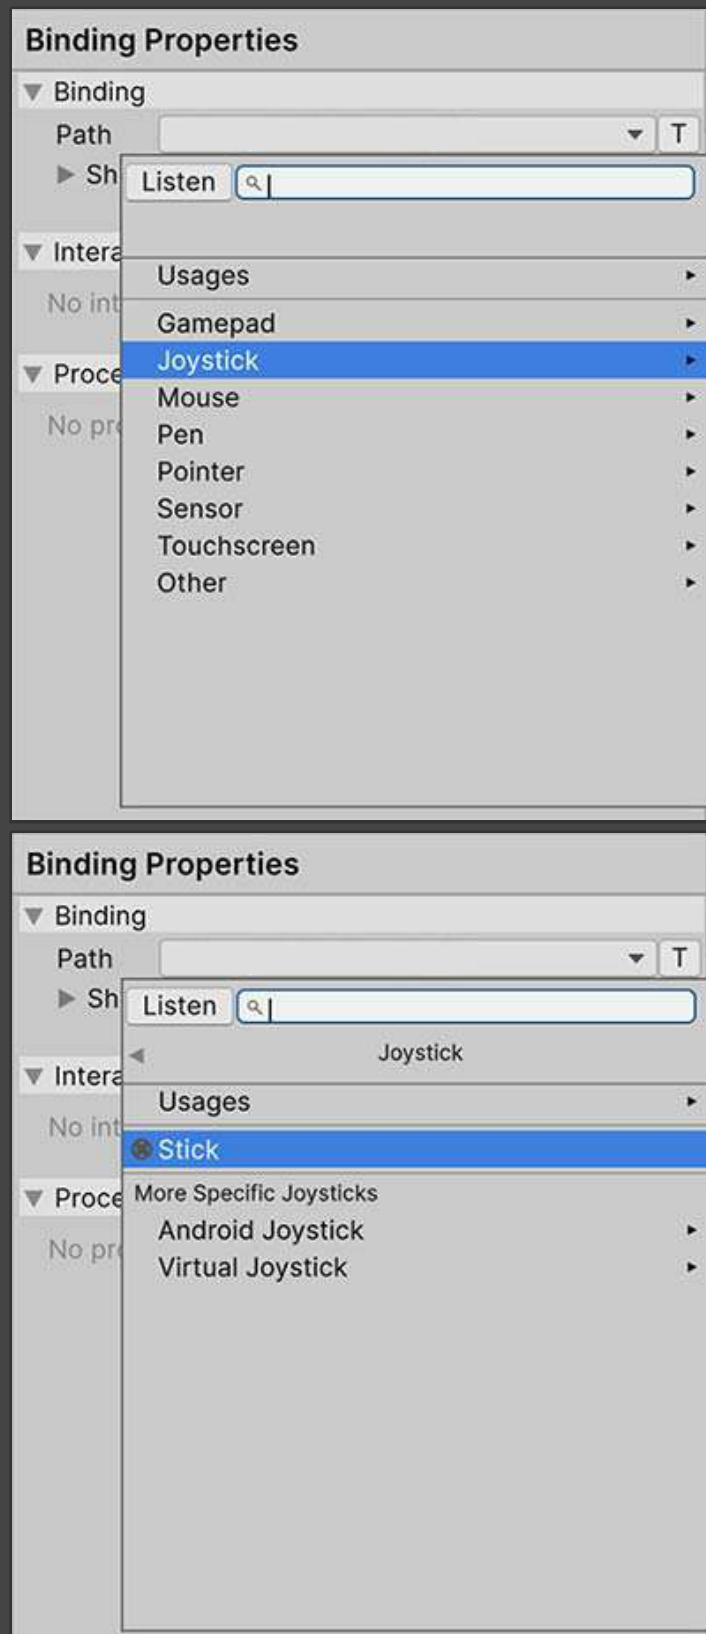 Binding Properties
Binding
Path T
Sh Listen
Intera
Usages
No int
Gamepad
Joystick
Proce
Mouse
No pro
Pen
Pointer
Sensor
Touchscreen
Other
Binding Properties
Binding
Path T
Sh Listen
Joystick
Intera
Usages
No int
Stick
Proce
More Specific Joysticks
Android Joystick
No pro
Virtual Joystick